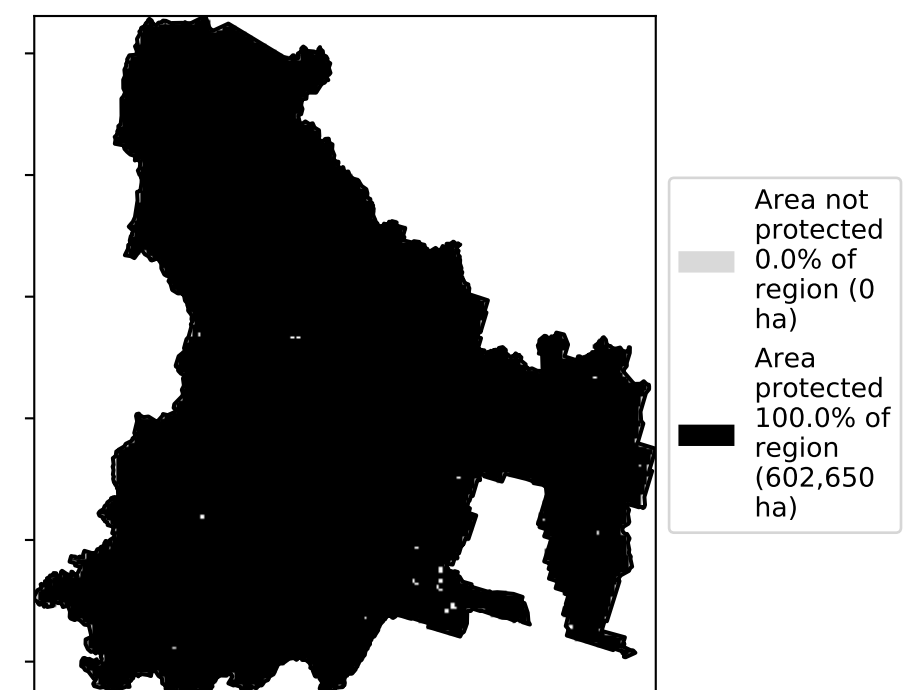 Area not
protected
0.0% of
region (0
ha)
Area
protected
100.0% of
region
(602,650
ha)